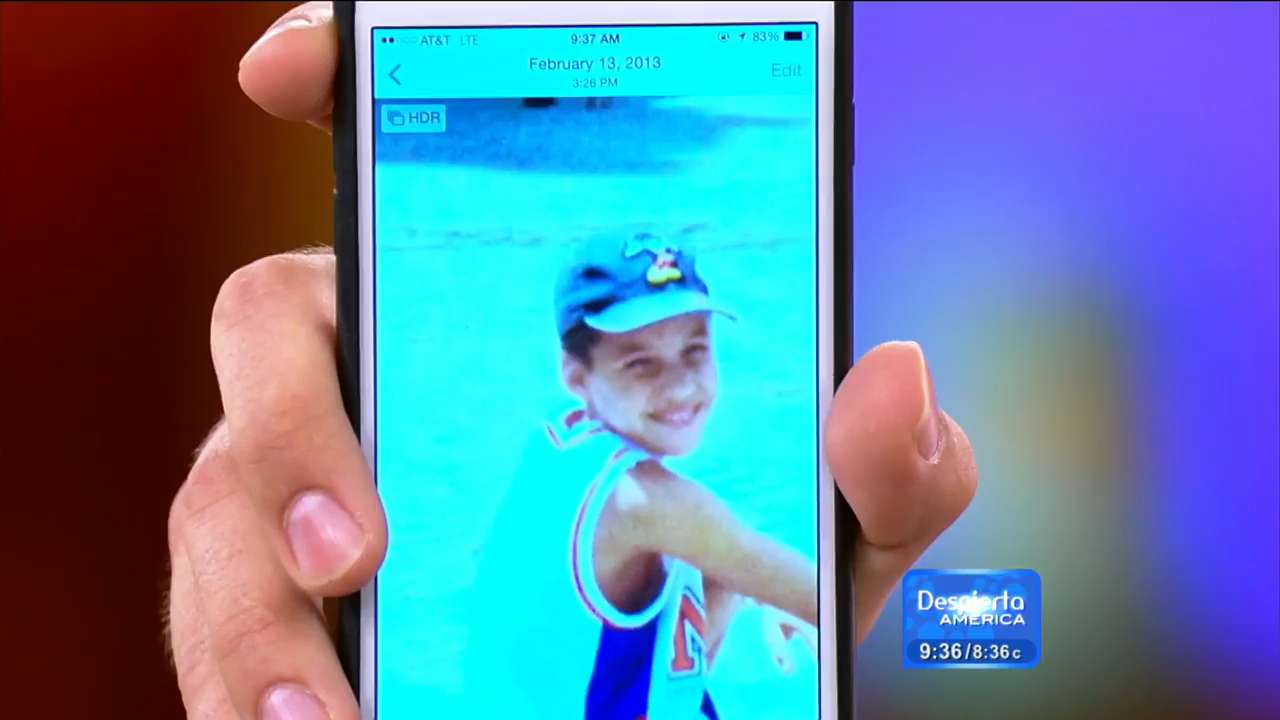 AT&T LTE 9:37 AM 83%
February 13, 2013
3:26 PM
Edit
HDR
N
Despierta
AMERICA
9:36/8:36c